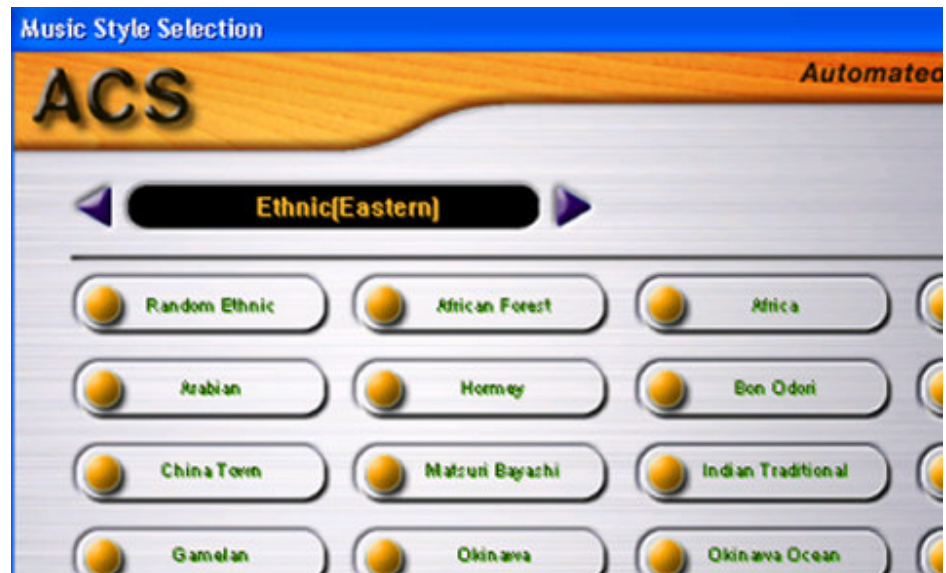 Music Style Selection
ACS
Automated
Ethnic(Eastern)
Random Ethnic
African Forest
Africa
Arabian
Hormey
Bon Odori
China Town
Matsuri Bayashi
Indian Traditional
Gamelan
Okinawa
Okinawa Ocean